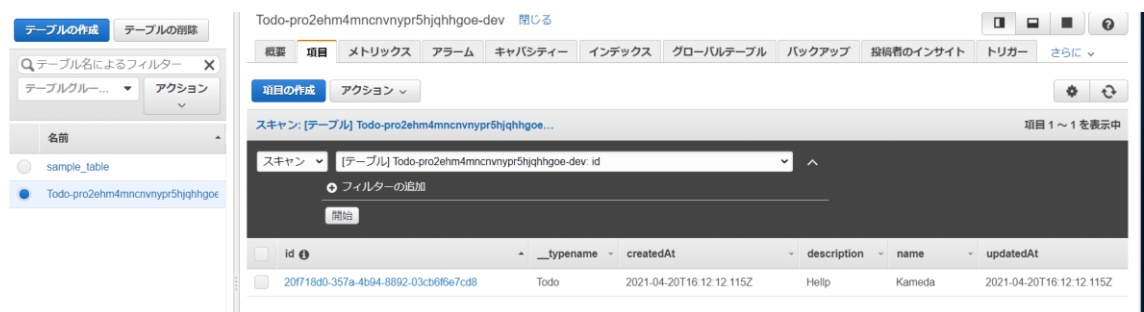 テーブルの作成 テーブルの削除
テーブル名によるフィルター X
テーブルグルー... アクション
名前
sample_table
Todo-pro2ehm4mncnvnypr5hjqhhgoe
Todo-pro2ehm4mncnvnypr5hjqhhgoe-dev 閉じる
概要 項目 メトリックス アラーム キャパシティー インデックス グローバルテーブル バックアップ 投稿者のインサイト トリガー さらに
項目の作成 アクション
スキャン: [テーブル] Todo-pro2ehm4mncnvnypr5hjqhhgoe... 項目 1 ～ 1 を表示中
スキャン [テーブル] Todo-pro2ehm4mncnvnypr5hjqhhgoe-dev: id
フィルターの追加
開始
id __typename createdAt description name updatedAt
20f718d0-357a-4b94-8892-03cb6f6e7cd8 Todo 2021-04-20T16:12:12.115Z Hellp Kameda 2021-04-20T16:12:12.115Z